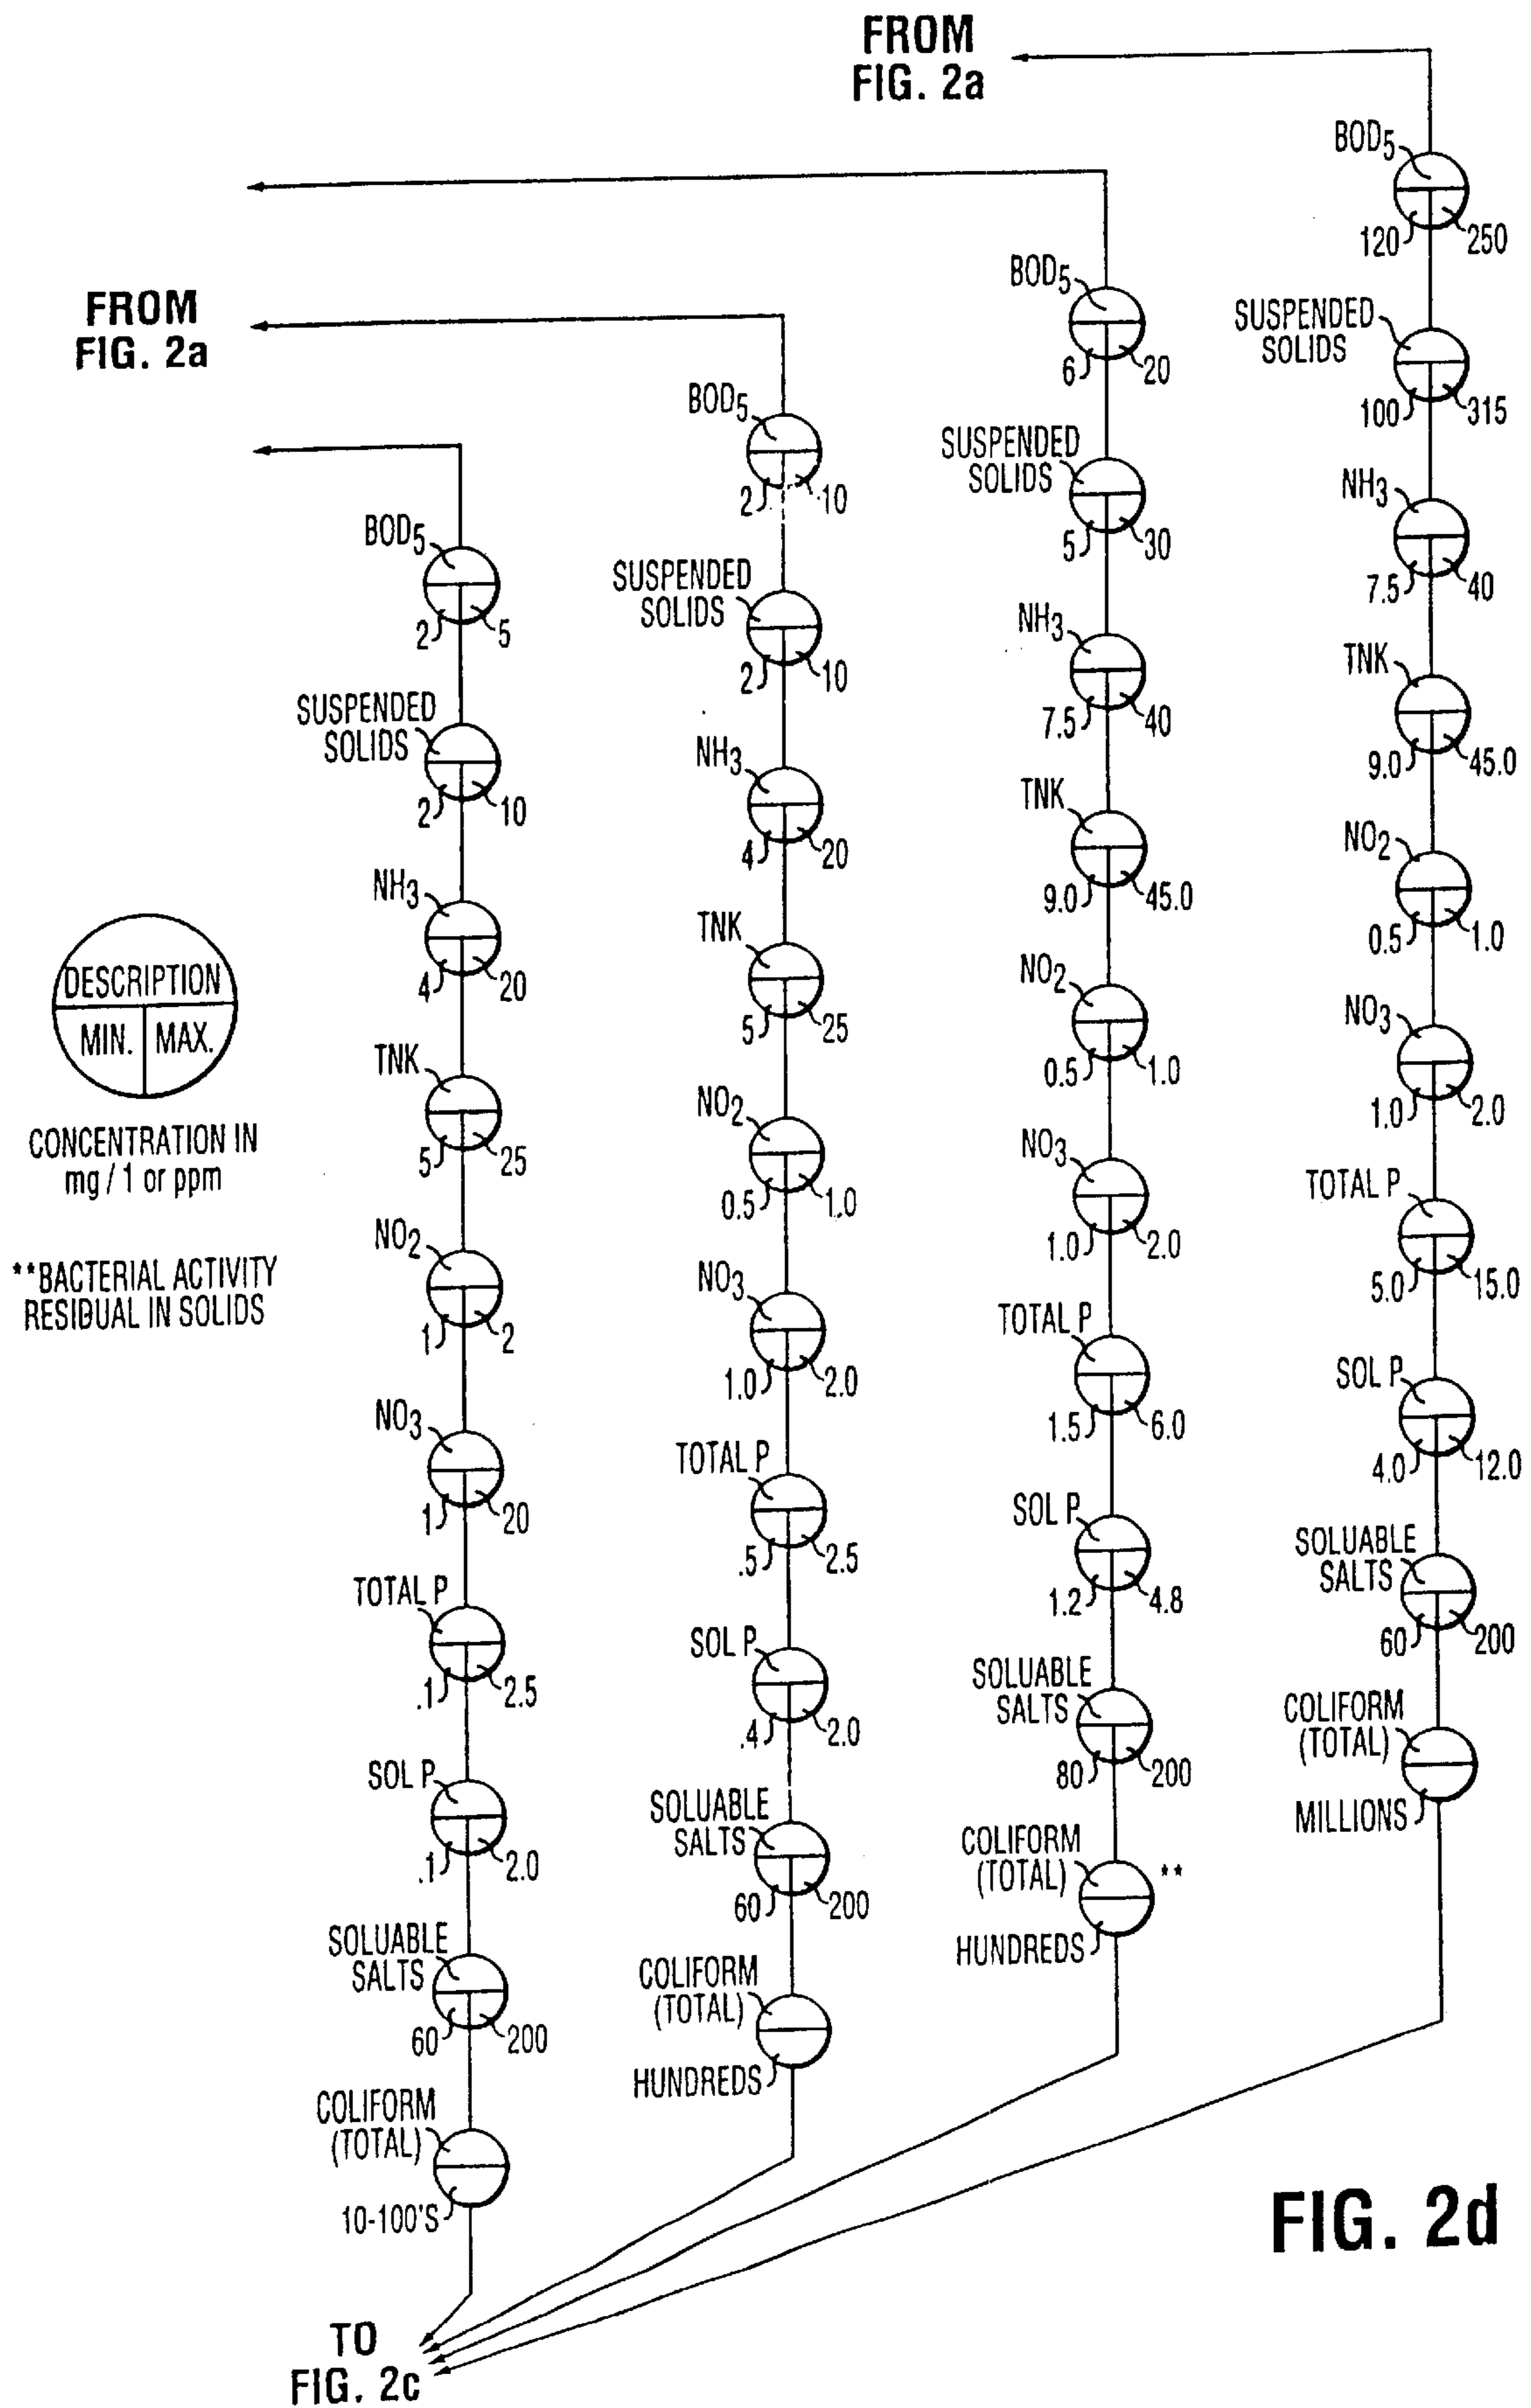 FROM
FIG. 2a
FROM
FIG. 2a
DESCRIPTION
MIN. MAX.
CONCENTRATION IN
mg / 1 or ppm
**BACTERIAL ACTIVITY
RESIDUAL IN SOLIDS
BOD5
2 5
SUSPENDED
SOLIDS
2 10
NH3
4 20
TNK
5 25
NO2
1 2
NO3
1 20
TOTAL P
.1 2.5
SOL P
.1 2.0
SOLUABLE
SALTS
60 200
COLIFORM
(TOTAL)
10-100'S
BOD5
2 10
SUSPENDED
SOLIDS
2 10
NH3
4 20
TNK
5 25
NO2
0.5 1.0
NO3
1.0 2.0
TOTAL P
.5 2.5
SOL P
.4 2.0
SOLUABLE
SALTS
60 200
COLIFORM
(TOTAL)
HUNDREDS
BOD5
6 20
SUSPENDED
SOLIDS
5 30
NH3
7.5 40
TNK
9.0 45.0
NO2
0.5 1.0
NO3
1.0 2.0
TOTAL P
1.5 6.0
SOL P
1.2 4.8
SOLUABLE
SALTS
80 200
COLIFORM
(TOTAL) **
HUNDREDS
BOD5
120 250
SUSPENDED
SOLIDS
100 315
NH3
7.5 40
TNK
9.0 45.0
NO2
0.5 1.0
NO3
1.0 2.0
TOTAL P
5.0 15.0
SOL P
4.0 12.0
SOLUABLE
SALTS
60 200
COLIFORM
(TOTAL)
MILLIONS
TO
FIG. 2c
FIG. 2d